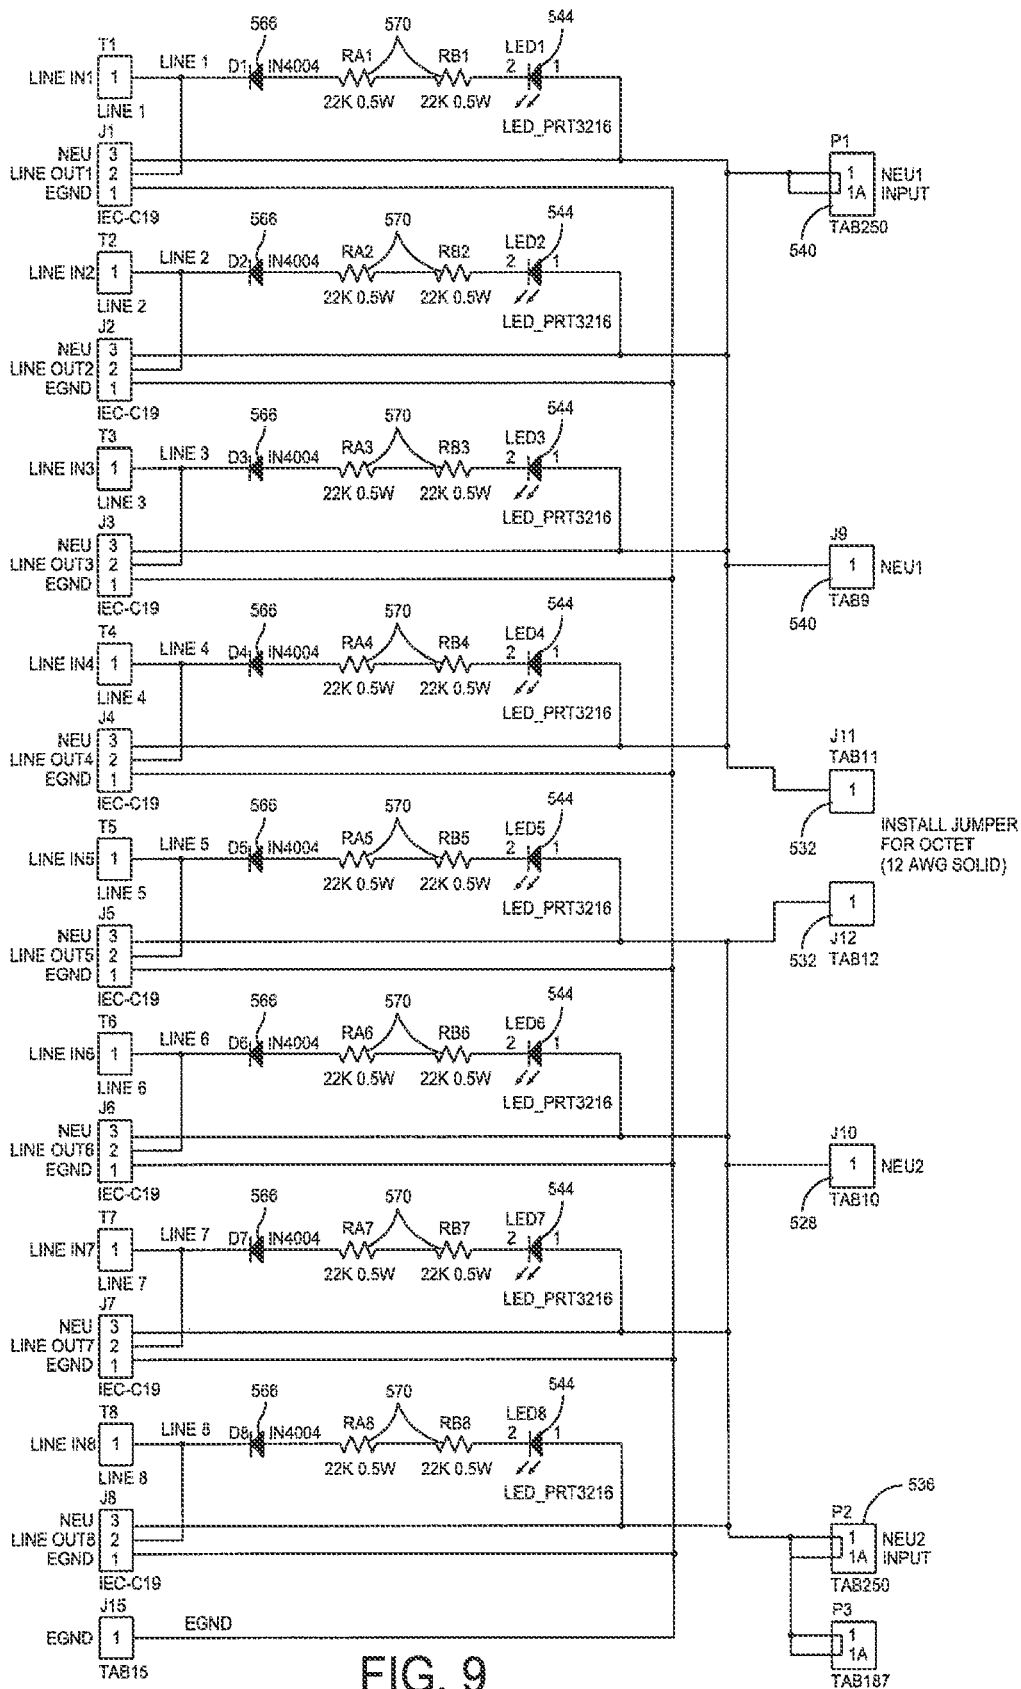 566 570 544
T1 LINE 1 D1 IN4004 RA1 RB1 LED1
LINE IN1 1 2 1
22K 0.5W 22K 0.5W
LINE 1 LED_PRT3216
J1 P1
NEU 3
LINE OUT1 2 1 NEU1
EGND 1 1A INPUT
IEC-C19 TAB250
540
566 570 544
T2 LINE 2 D2 IN4004 RA2 RB2 LED2
LINE IN2 1 2 1
22K 0.5W 22K 0.5W
LINE 2 LED_PRT3216
J2
NEU 3
LINE OUT2 2
EGND 1
IEC-C19
566 570 544
T3 LINE 3 D3 IN4004 RA3 RB3 LED3
LINE IN3 1 2 1
22K 0.5W 22K 0.5W
LINE 3 LED_PRT3216
J3 J9
NEU 3
LINE OUT3 2 1 NEU1
EGND 1
IEC-C19 TAB9
540
566 570 544
T4 LINE 4 D4 IN4004 RA4 RB4 LED4
LINE IN4 1 2 1
22K 0.5W 22K 0.5W
LINE 4 LED_PRT3216
J4 J11
NEU 3
LINE OUT4 2 TAB11
EGND 1 1
IEC-C19
532
INSTALL JUMPER
FOR OCTET
(12 AWG SOLID)
566 570 544
T5 LINE 5 D5 IN4004 RA5 RB5 LED5
LINE IN5 1 2 1
22K 0.5W 22K 0.5W
LINE 5 LED_PRT3216
1
J5 J12
NEU 3
LINE OUT5 2 532 TAB12
EGND 1
IEC-C19
566 570 544
T6 LINE 6 D6 IN4004 RA6 RB6 LED6
LINE IN6 1 2 1
22K 0.5W 22K 0.5W
LINE 6 LED_PRT3216
J6 J10
NEU 3
LINE OUT6 2
EGND 1 1 NEU2
IEC-C19 TAB10
528
566 570 544
T7 LINE 7 D7 IN4004 RA7 RB7 LED7
LINE IN7 1 2 1
22K 0.5W 22K 0.5W
LINE 7 LED_PRT3216
J7
NEU 3
LINE OUT7 2
EGND 1
IEC-C19
566 570 544
T8 LINE 8 D8 IN4004 RA8 RB8 LED8
LINE IN8 1 2 1
22K 0.5W 22K 0.5W
LINE 8 LED_PRT3216
536
J8 P2
NEU 3
LINE OUT8 2 1 NEU2
EGND 1 1A INPUT
IEC-C19 TAB250
J15 P3
EGND 1 EGND 1
1A
TAB15 TAB187
FIG. 9